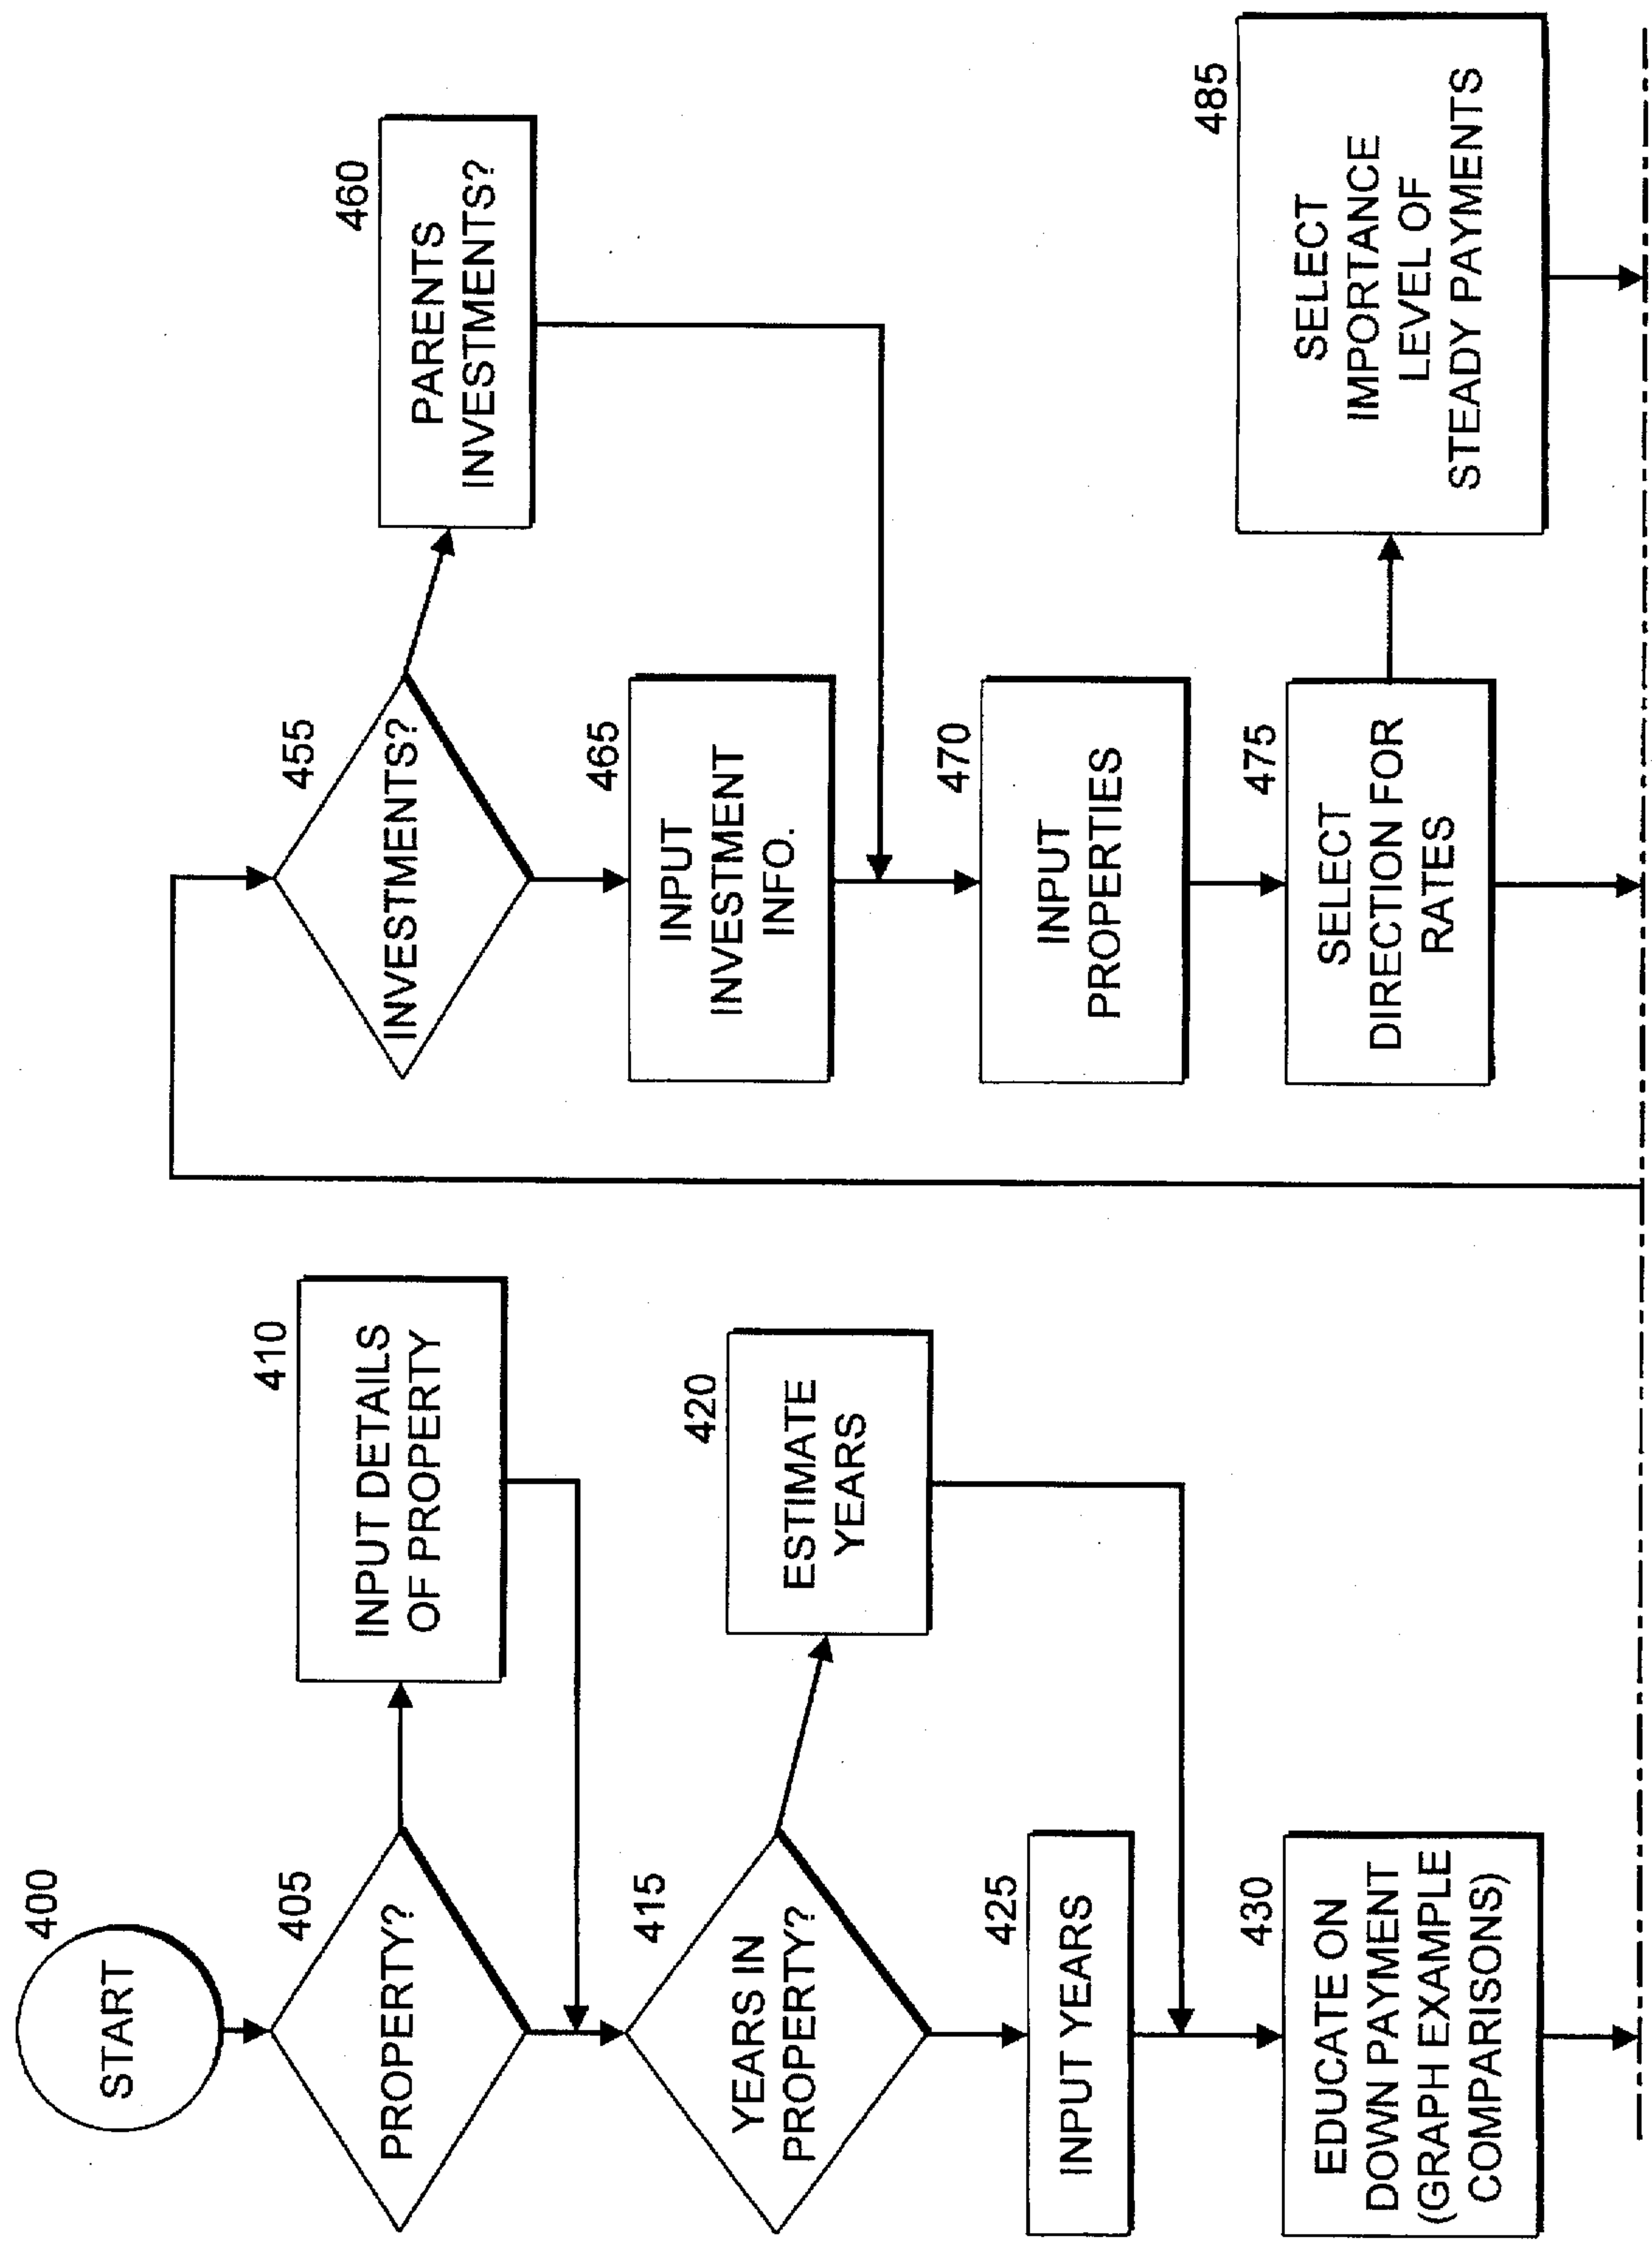 400
START
405
PROPERTY?
410
INPUT DETAILS
OF PROPERTY
415
YEARS IN
PROPERTY?
420
ESTIMATE
YEARS
425
INPUT YEARS
430
EDUCATE ON
DOWN PAYMENT
(GRAPH EXAMPLE
COMPARISONS)
455
INVESTMENTS?
460
PARENTS
INVESTMENTS?
465
INPUT
INVESTMENT
INFO.
470
INPUT
PROPERTIES
475
SELECT
DIRECTION FOR
RATES
485
SELECT
IMPORTANCE
LEVEL OF
STEADY PAYMENTS